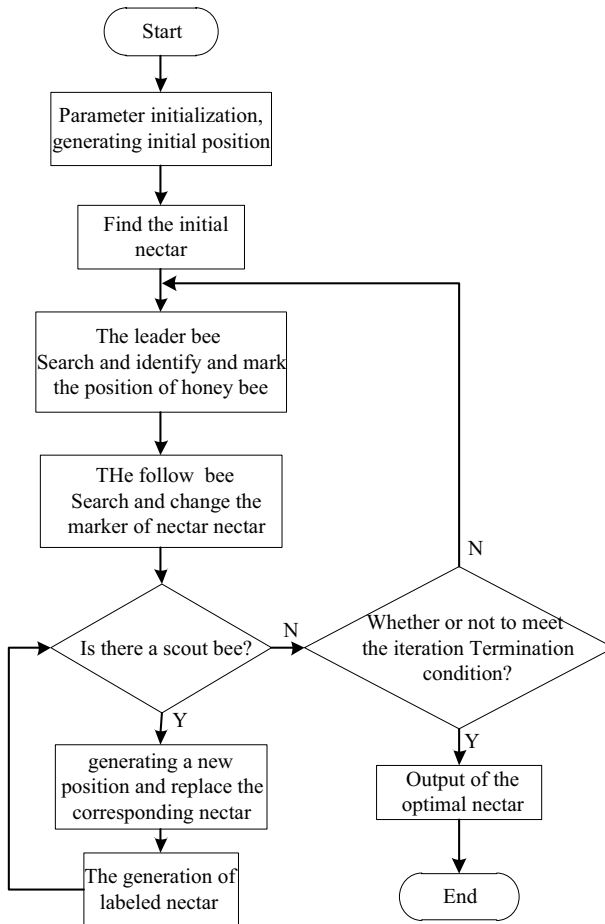 Start
Parameter initialization,
generating initial position
Find the initial
nectar
The leader bee
Search and identify and mark
the position of honey bee
THe follow bee
Search and change the
marker of nectar nectar
Is there a scout bee?
N
Y
generating a new
position and replace the
corresponding nectar
The generation of
labeled nectar
N
Whether or not to meet
the iteration Termination
condition?
Y
Output of the
optimal nectar
End